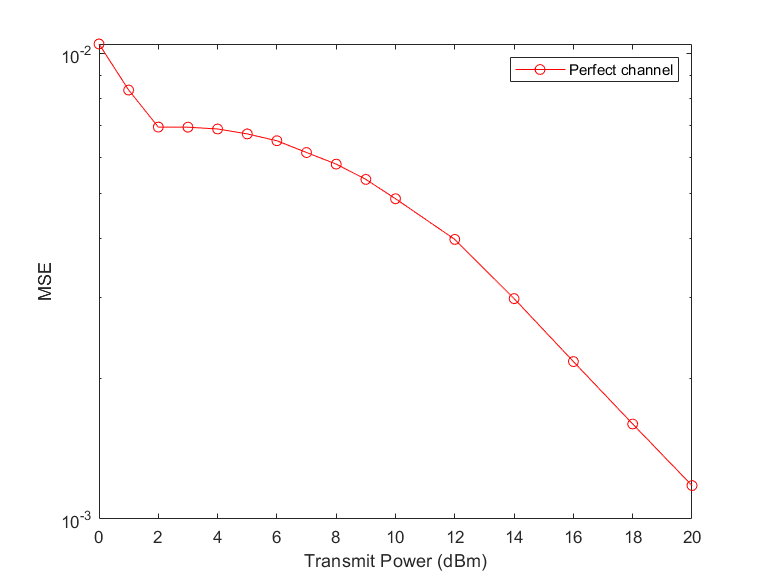 10-2
Perfect channel
MSE
10-3
0 2 4 6 8 10 12 14 16 18 20
Transmit Power (dBm)